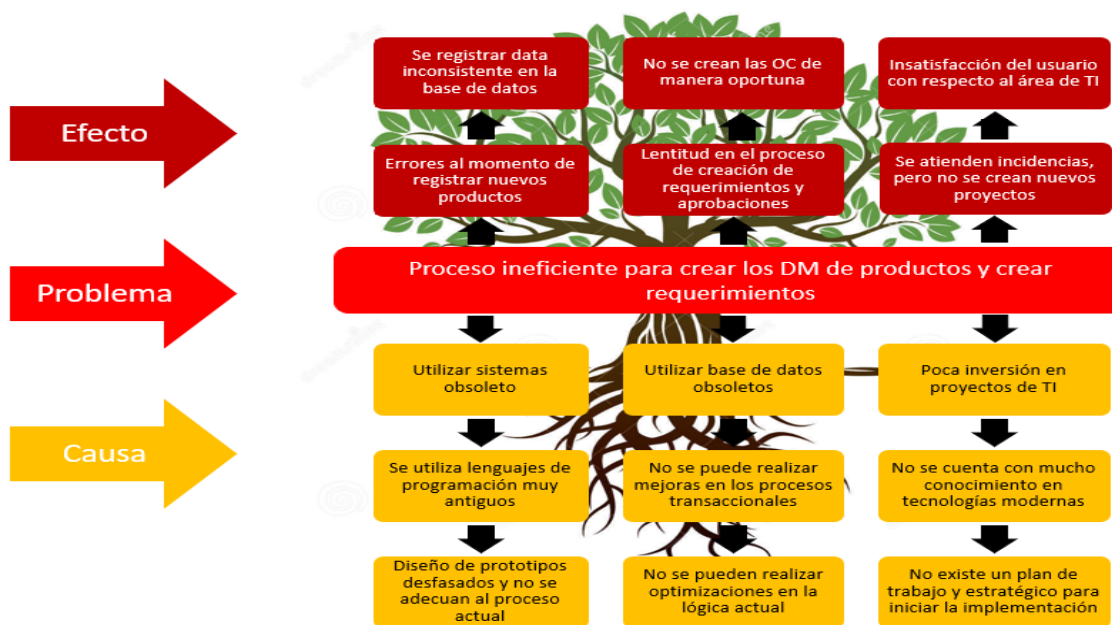 Se registrar data
inconsistente en la
base de datos
No se crean las OC de
manera oportuna
Insatisfacción del usuario
con respecto al área de TI
Efecto
Errores al momento de
registrar nuevos
productos
Lentitud en el proceso
de creación de
requerimientos y
aprobaciones
Se atienden incidencias,
pero no se crean nuevos
proyectos
Problema
Proceso ineficiente para crear los DM de productos y crear
requerimientos
Utilizar sistemas
obsoleto
Utilizar base de datos
obsoletos
Poca inversión en
proyectos de TI
Causa
Se utiliza lenguajes de
programación muy
antiguos
No se puede realizar
mejoras en los procesos
transaccionales
No se cuenta con mucho
conocimiento en
tecnologías modernas
Diseño de prototipos
desfasados y no se
adecuan al proceso
actual
No se pueden realizar
optimizaciones en la
lógica actual
No existe un plan de
trabajo y estratégico para
iniciar la implementación